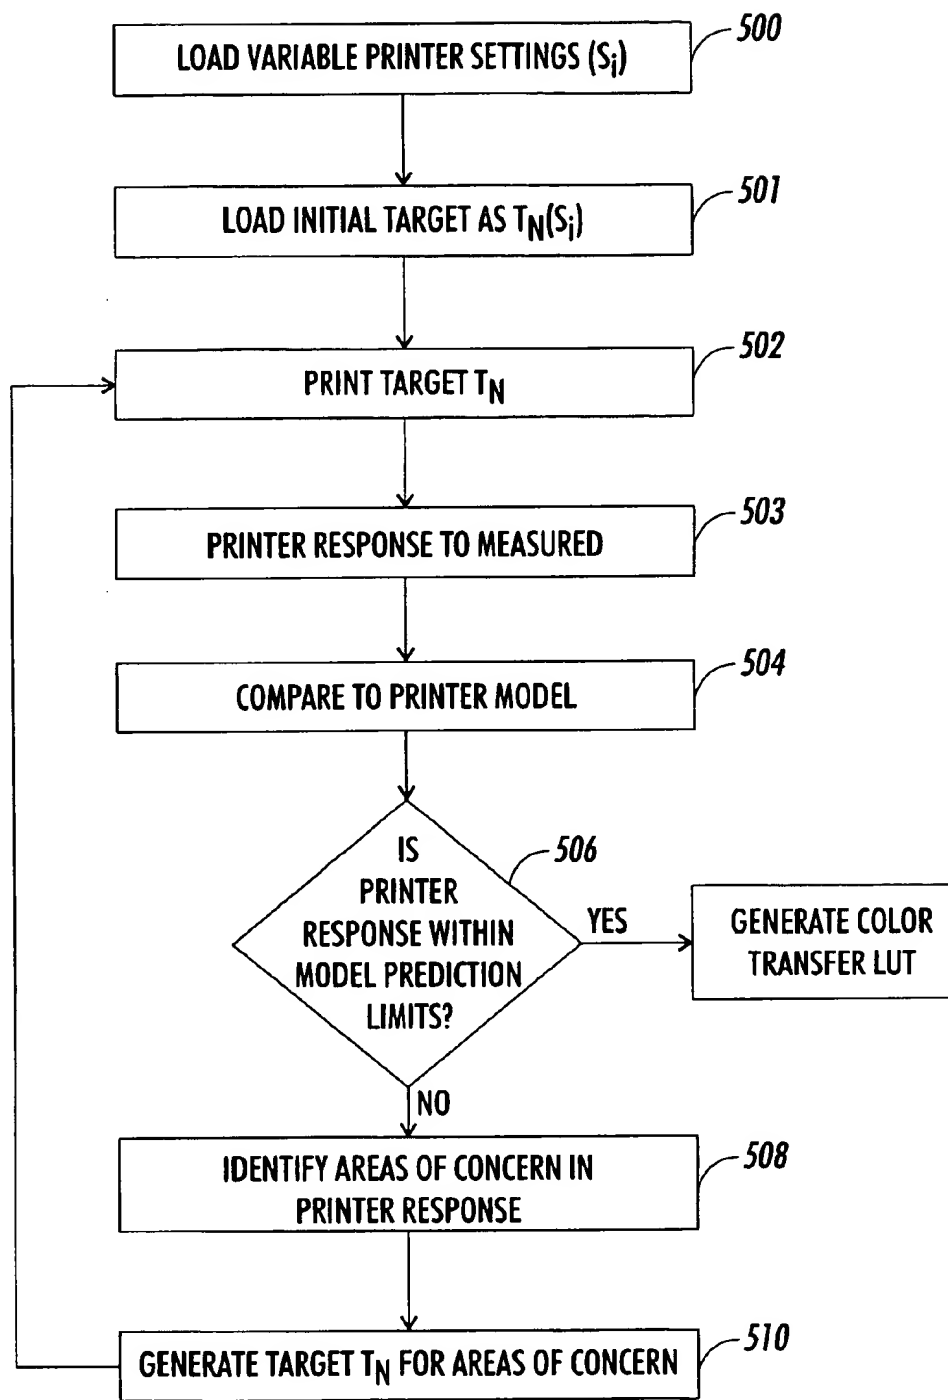 500
LOAD VARIABLE PRINTER SETTINGS (Si)
501
LOAD INITIAL TARGET AS TN(Si)
502
PRINT TARGET TN
503
PRINTER RESPONSE TO MEASURED
504
COMPARE TO PRINTER MODEL
506
IS
PRINTER
RESPONSE WITHIN
MODEL PREDICTION
LIMITS?
YES
GENERATE COLOR
TRANSFER LUT
NO
508
IDENTIFY AREAS OF CONCERN IN
PRINTER RESPONSE
510
GENERATE TARGET TN FOR AREAS OF CONCERN